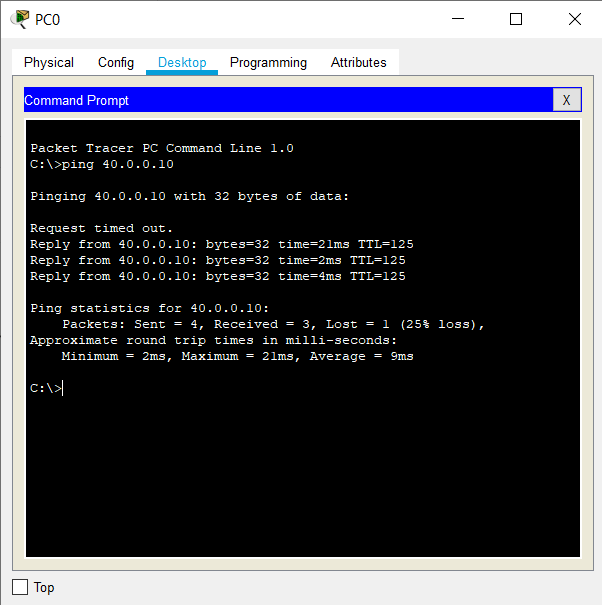 PC0
Physical Config Desktop Programming Attributes
Command Prompt
X
Packet Tracer PC Command Line 1.0
C:\>ping 40.0.0.10
Pinging 40.0.0.10 with 32 bytes of data:
Request timed out.
Reply from 40.0.0.10: bytes=32 time=21ms TTL=125
Reply from 40.0.0.10: bytes=32 time=2ms TTL=125
Reply from 40.0.0.10: bytes=32 time=4ms TTL=125
Ping statistics for 40.0.0.10:
Packets: Sent = 4, Received = 3, Lost = 1 (25% loss),
Approximate round trip times in milli-seconds:
Minimum = 2ms, Maximum = 21ms, Average = 9ms
C:\>
Top